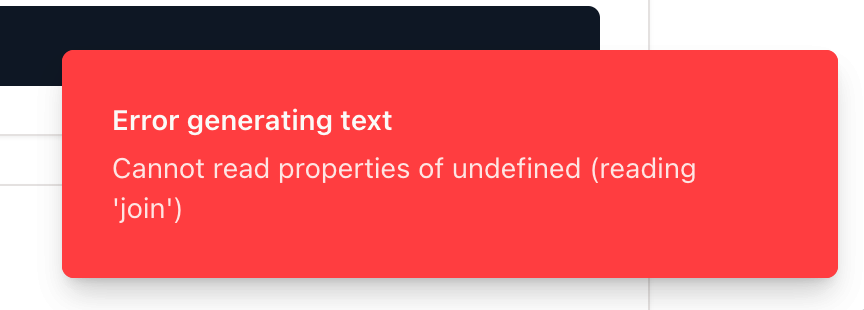 Error generating text
Cannot read properties of undefined (reading
'join')